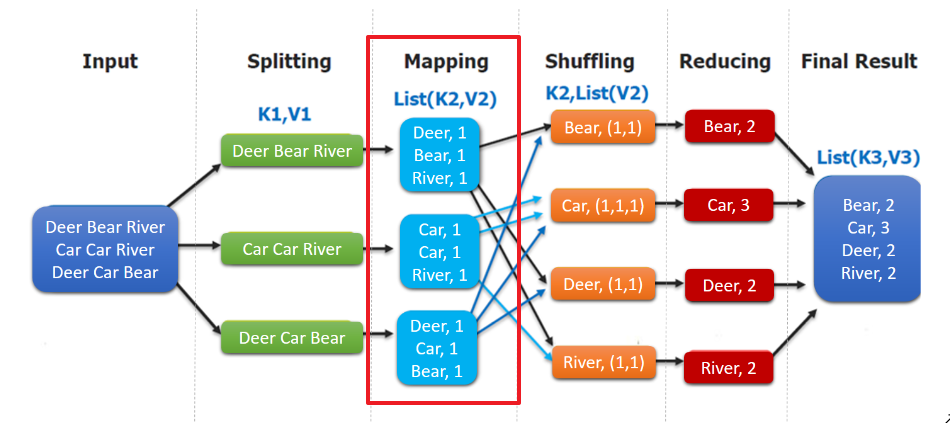 Input
Splitting
Mapping
Shuffling
Reducing
Final Result
K1,V1
List(K2,V2)
K2,List(V2)
List(K3,V3)
Deer Bear River
Car Car River
Deer Car Bear
Deer Bear River
Car Car River
Deer Car Bear
Deer, 1
Bear, 1
River, 1
Car, 1
Car, 1
River, 1
Deer, 1
Car, 1
Bear, 1
Bear, (1,1)
Car, (1,1,1)
Deer, (1,1)
River, (1,1)
Bear, 2
Car, 3
Deer, 2
River, 2
Bear, 2
Car, 3
Deer, 2
River, 2